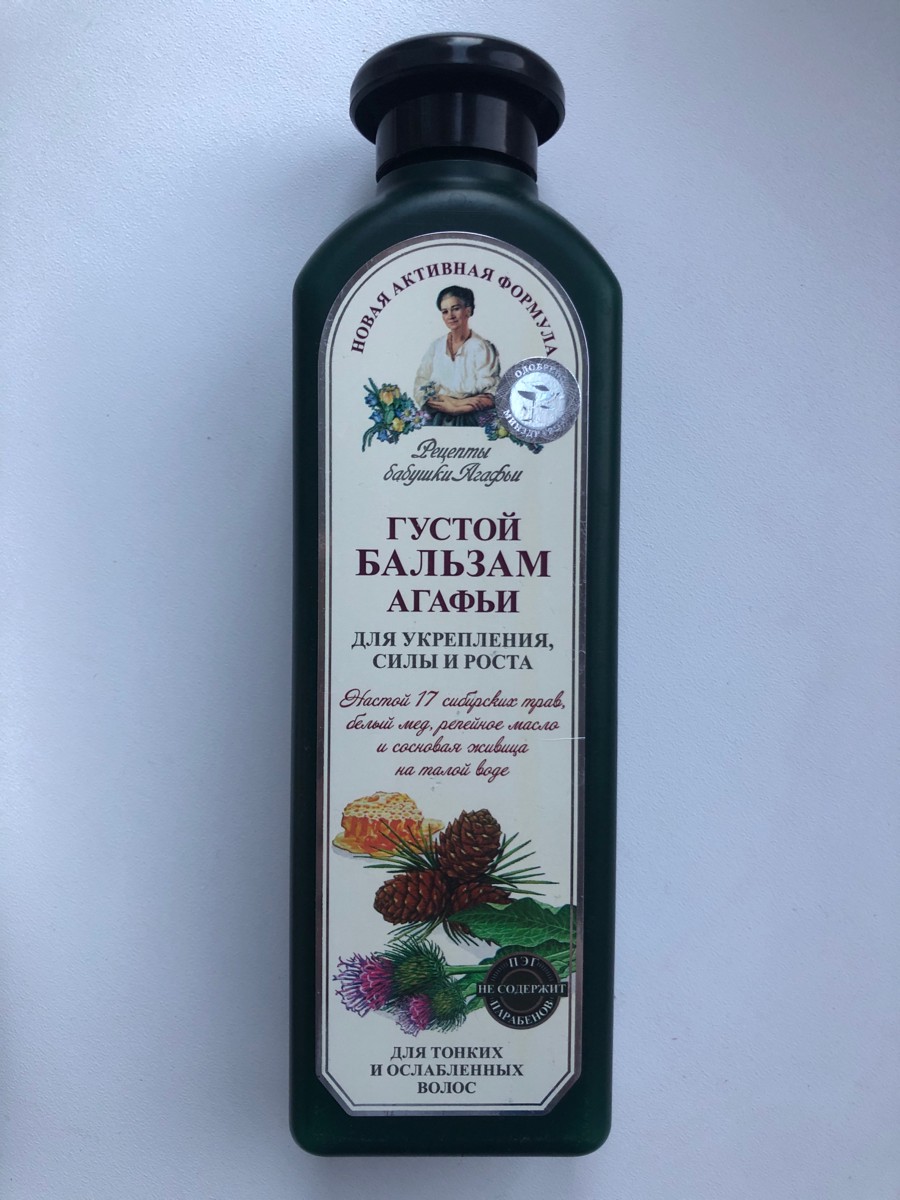 НОВАЯ АКТИВНАЯ ФОРМУЛА
ОДОБРЕНО
Рецепты
бабушки Агафьи
ГУСТОЙ
БАЛЬЗАМ
АГАФЬИ
ДЛЯ УКРЕПЛЕНИЯ,
СИЛЫ И РОСТА
Настой 17 сибирских трав,
белый мед, репейное масло
и сосновая живица
на талой воде
ПЭГ
НЕ СОДЕРЖИТ
ПАРАБЕНОВ
ДЛЯ ТОНКИХ
И ОСЛАБЛЕННЫХ
ВОЛОС